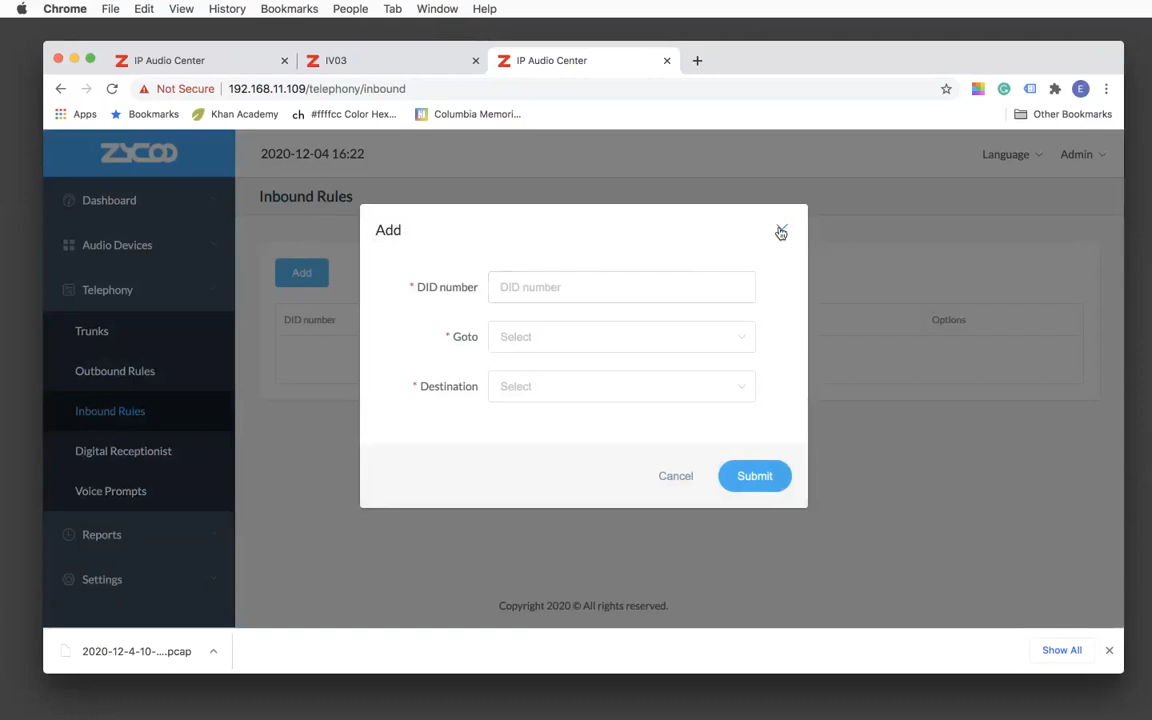 Chrome File Edit View History Bookmarks People Tab Window Help
IP Audio Center IV03 IP Audio Center
Not Secure 192.168.11.109/telephony/inbound
Apps Bookmarks Khan Academy ch #ffffcc Color Hex... Columbia Memori... Other Bookmarks
ZYCOO 2020-12-04 16:22 Language Admin
Dashboard
Audio Devices
Telephony
Trunks
Outbound Rules
Inbound Rules
Digital Receptionist
Voice Prompts
Reports
Settings
Inbound Rules
Add
DID number Options
Add
* DID number DID number
* Goto Select
* Destination Select
Cancel Submit
Copyright 2020 © All rights reserved.
2020-12-4-10-....pcap Show All